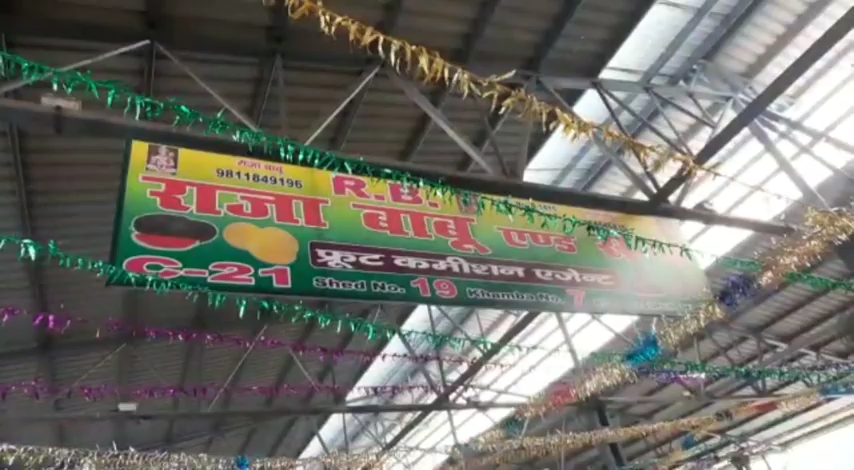 राजा बाबू
9811849196
R.B.
राजा बाबू एण्ड
C-21
फ्रूट कमीशन एजेन्ट
Shed No. 19 Khamba No. 7